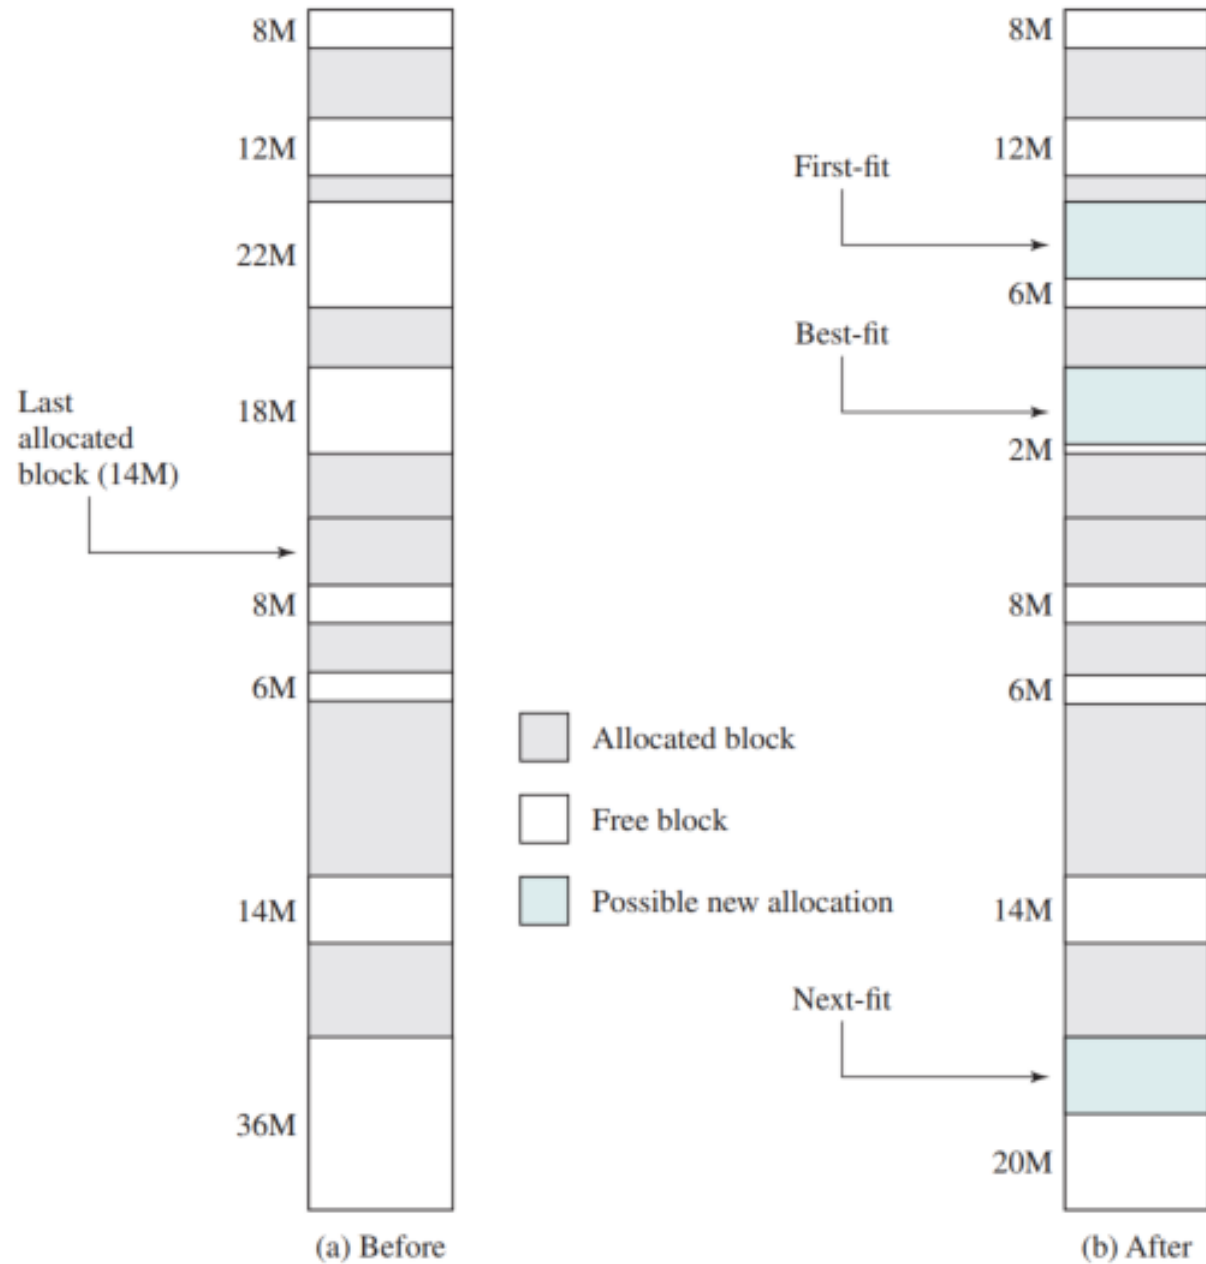 8M
12M
22M
18M
Last
allocated
block (14M)
8M
6M
14M
36M
(a) Before
Allocated block
Free block
Possible new allocation
8M
12M
First-fit
6M
Best-fit
2M
8M
6M
14M
Next-fit
20M
(b) After